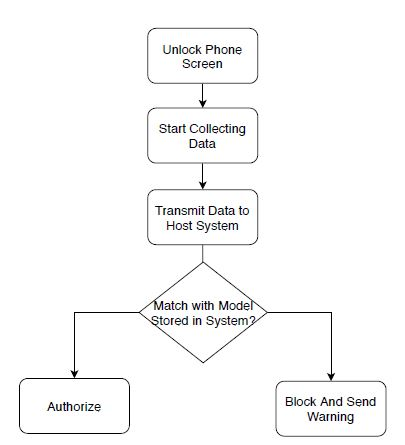 Unlock Phone
Screen
Start Collecting
Data
Transmit Data to
Host System
Match with Model
Stored in System?
Authorize
Block And Send
Warning